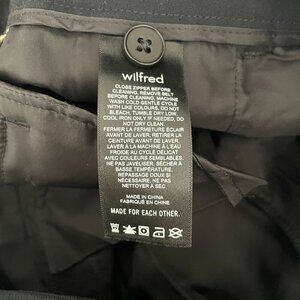 wilfred
CLOSE ZIPPER BEFORE
CLEANING. REMOVE BELT
BEFORE CLEANING. MACHINE
WASH COLD GENTLE CYCLE
WITH LIKE COLOURS. DO NOT
BLEACH. TUMBLE DRY LOW.
COOL IRON ONLY IF NEEDED. DO
NOT DRY CLEAN.
FERMER LA FERMETURE ÉCLAIR
AVANT DE LAVER. RETIRER LA
CEINTURE AVANT DE LAVER.
LAVER À LA MACHINE À L'EAU
FROIDE AU CYCLE DÉLICAT
AVEC COULEURS SEMBLABLES.
NE PAS JAVELISER. SÉCHER À
BASSE TEMPÉRATURE.
REPASSAGE DOUX SI
NÉCESSAIRE. NE PAS
NETTOYER À SEC
MADE IN CHINA
FABRIQUÉ EN CHINE
MADE FOR EACH OTHER.